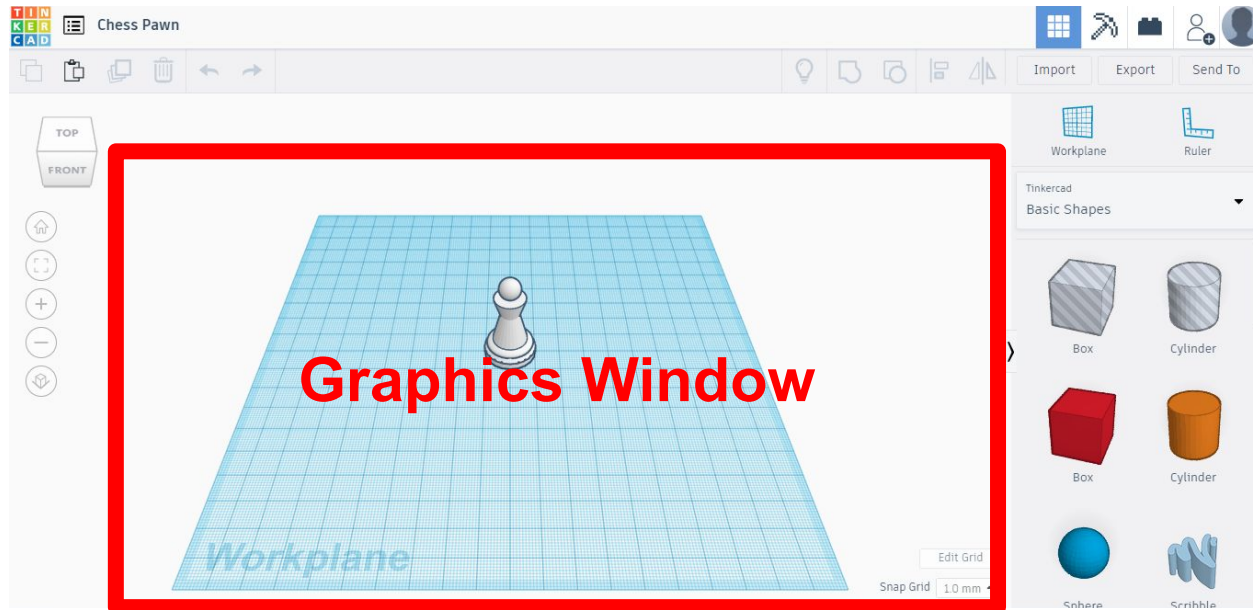 TIN
KER
CAD
Chess Pawn
Import Export Send To
TOP
FRONT
Workplane Ruler
Tinkercad
Basic Shapes
Box Cylinder
Graphics Window
Box Cylinder
Workplane
Edit Grid
Snap Grid 1.0 mm
Sphere Scribble